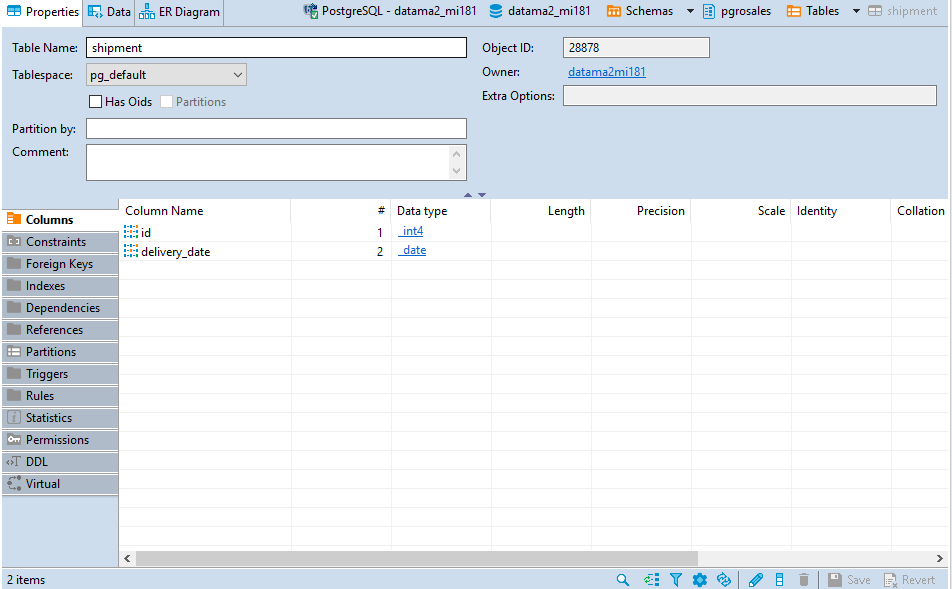 Properties Data ER Diagram PostgreSQL - datama2_mi181 datama2_mi181 Schemas pgrosales Tables shipment
Table Name: shipment Object ID: 28878
Tablespace: pg_default Owner: datama2mi181
Has Oids Partitions Extra Options:
Partition by:
Comment:
Column Name # Data type Length Precision Scale Identity Collation
id 1 _int4
delivery_date 2 _date
Columns
Constraints
Foreign Keys
Indexes
Dependencies
References
Partitions
Triggers
Rules
Statistics
Permissions
DDL
Virtual
2 items Save Revert